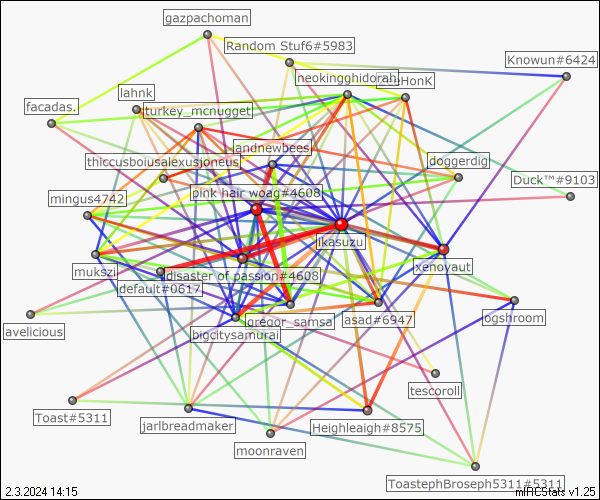 gazpachoman
Random Stuf6#5983
Knowun#6424
neokingghidorah
HonK
lahnk
facadas.
turkey_mcnugget
andnewbees
doggerdig
thiccusboiusalexusjoneus
Duck™#9103
pink hair woag#4608
mingus4742
ikasuzu
xenovaut
mukszi
disaster of passion#4608
default#0617
avelicious
gregor_samsa
asad#6947
ogshroom
bigcitysamurai
tescoroll
Toast#5311
jarlbreadmaker
Heighleaigh#8575
moonraven
ToastephBroseph5311#5311
2.3.2024 14:15
mIRCStats v1.25